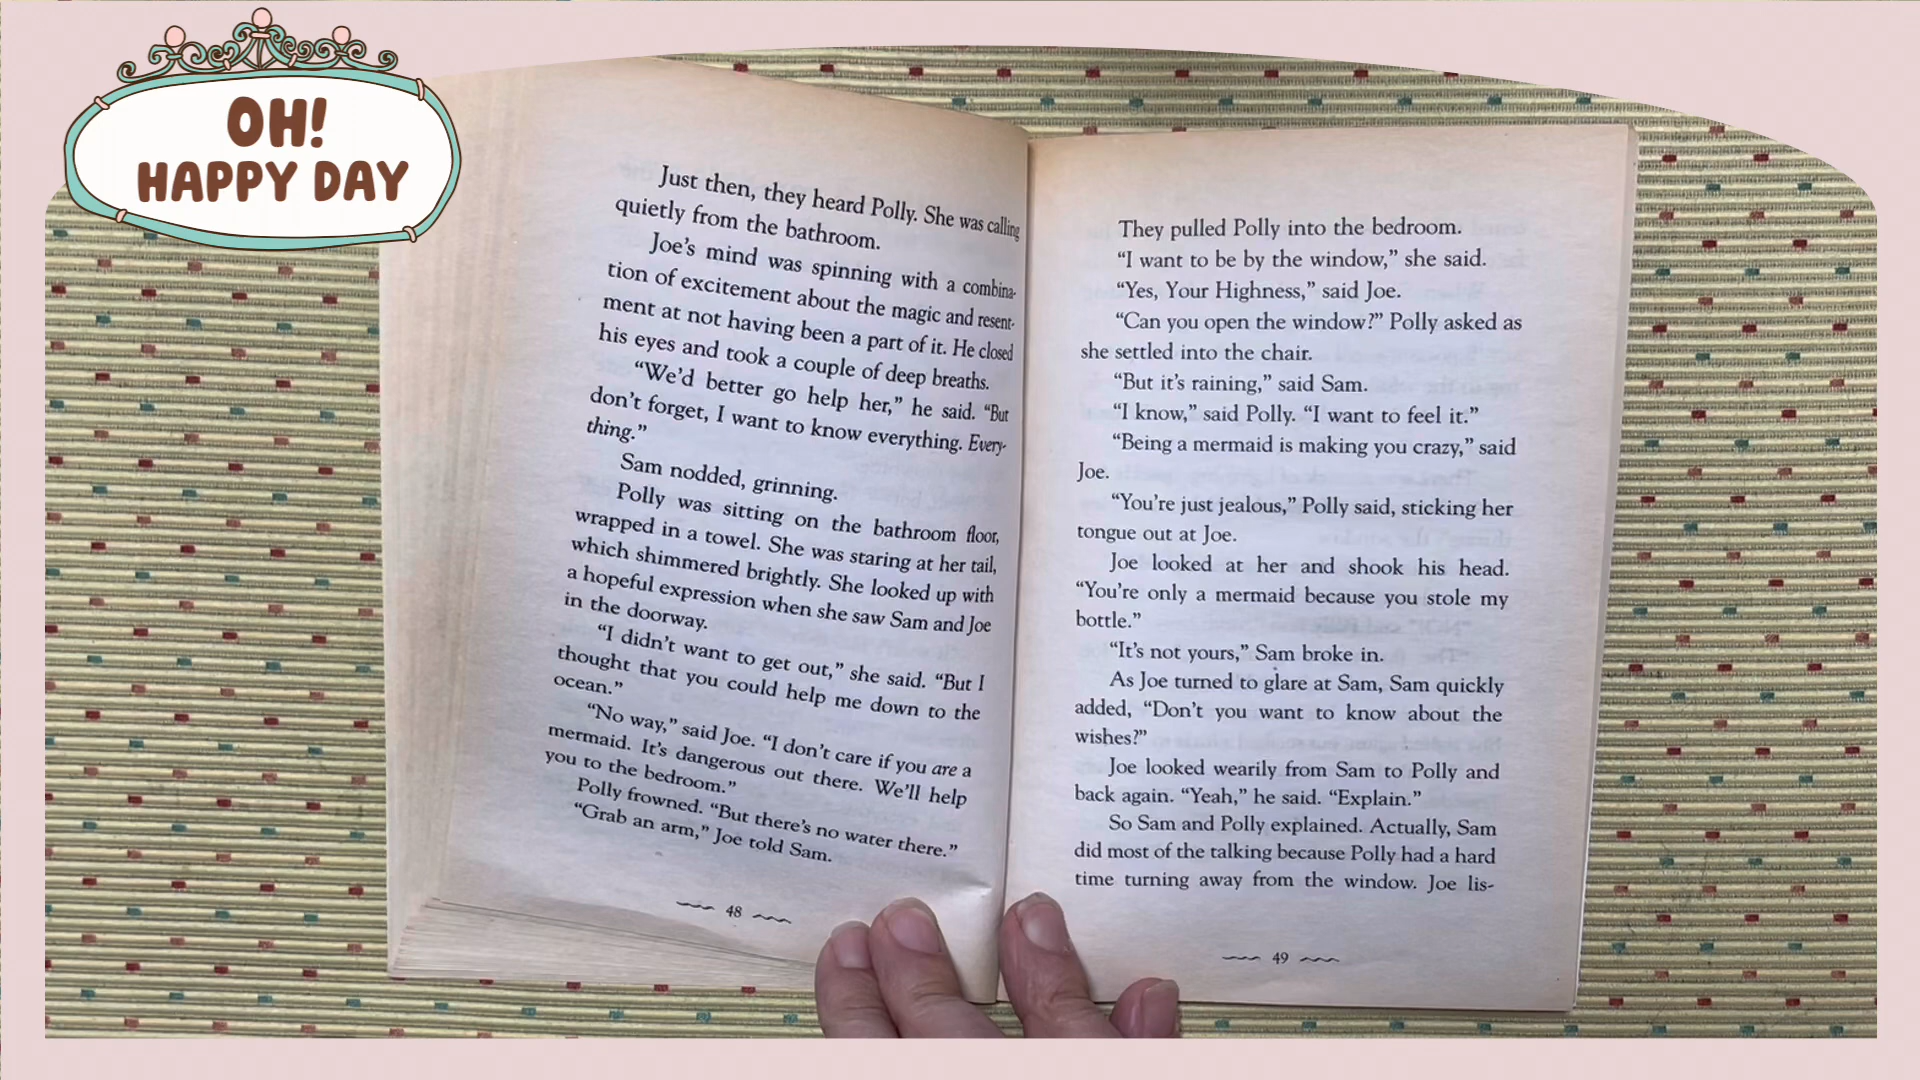 OH!
HAPPY DAY
Just then, they heard Polly. She was calling
quietly from the bathroom.
Joe's mind was spinning with a combina-
tion of excitement about the magic and resent-
ment at not having been a part of it. He closed
his eyes and took a couple of deep breaths.
“We'd better go help her,” he said. “But
don't forget, I want to know everything. Every-
thing.”
Sam nodded, grinning.
Polly was sitting on the bathroom floor,
wrapped in a towel. She was staring at her tail,
which shimmered brightly. She looked up with
a hopeful expression when she saw Sam and Joe
in the doorway.
“I didn't want to get out,” she said. “But I
thought that you could help me down to the
ocean.”
“No way,” said Joe. “I don't care if you are a
mermaid. It's dangerous out there. We'll help
you to the bedroom.”
Polly frowned. “But there's no water there.”
“Grab an arm,” Joe told Sam.
48
They pulled Polly into the bedroom.
“I want to be by the window,” she said.
“Yes, Your Highness,” said Joe.
“Can you open the window?” Polly asked as
she settled into the chair.
“But it's raining,” said Sam.
“I know,” said Polly. “I want to feel it.”
“Being a mermaid is making you crazy,” said
Joe.
“You're just jealous,” Polly said, sticking her
tongue out at Joe.
Joe looked at her and shook his head.
“You're only a mermaid because you stole my
bottle.”
“It's not yours,” Sam broke in.
As Joe turned to glare at Sam, Sam quickly
added, “Don't you want to know about the
wishes?”
Joe looked wearily from Sam to Polly and
back again. “Yeah,” he said. “Explain.”
So Sam and Polly explained. Actually, Sam
did most of the talking because Polly had a hard
time turning away from the window. Joe lis-
49